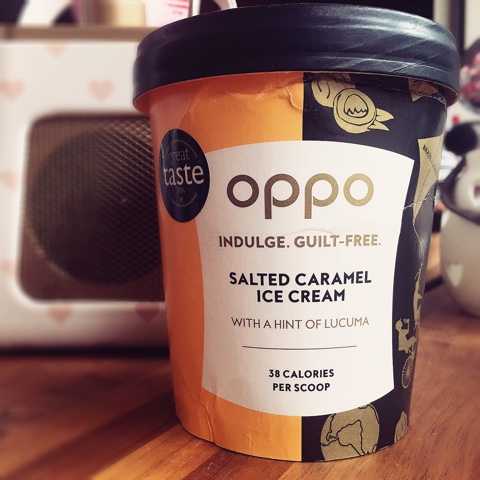 great
taste
oppo
INDULGE. GUILT-FREE.
SALTED CARAMEL
ICE CREAM
WITH A HINT OF LUCUMA
38 CALORIES
PER SCOOP